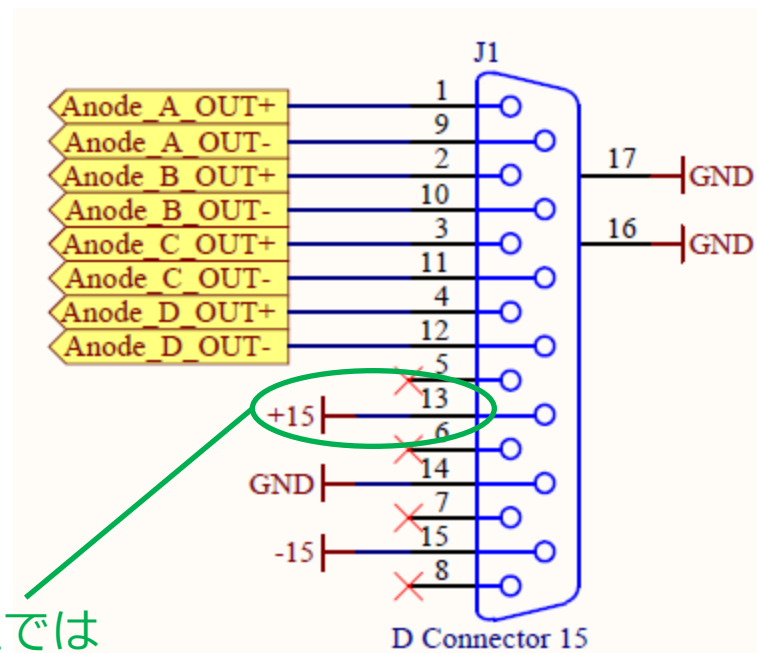 J1
Anode_A_OUT+ 1
Anode_A_OUT- 9
Anode_B_OUT+ 2
Anode_B_OUT- 10
Anode_C_OUT+ 3
Anode_C_OUT- 11
Anode_D_OUT+ 4
Anode_D_OUT- 12
5
+15 13
6
GND 14
7
-15 15
8
17 GND
16 GND
D Connector 15
では